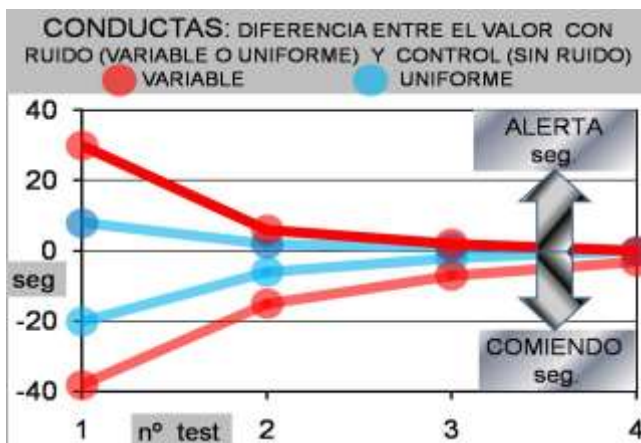 CONDUCTAS: DIFERENCIA ENTRE EL VALOR CON
RUIDO (VARIABLE O UNIFORME) Y CONTROL (SIN RUIDO)
VARIABLE UNIFORME
40
ALERTA
seg.
20
0
seg
-20
COMIENDO
seg.
-40
1 nº test 2 3 4